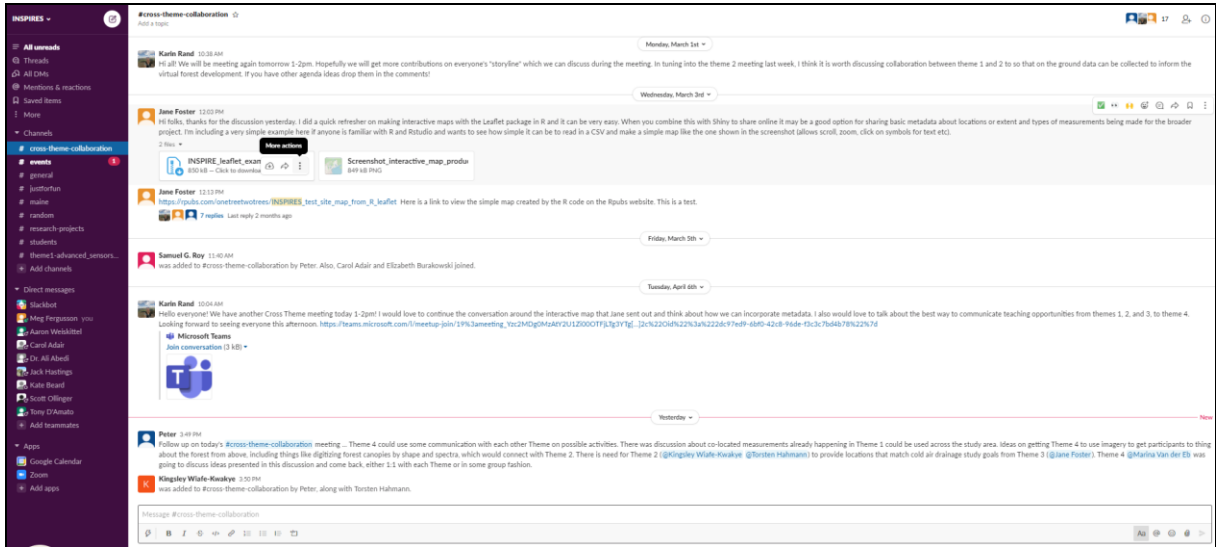 INSPIRES
All unreads
Threads
All DMs
Mentions & reactions
Saved items
More
Channels
# cross-theme-collaboration
# events 1
# general
# justforfun
# maine
# random
# research-projects
# students
# theme1-advanced_sensors...
+ Add channels
Direct messages
Slackbot
Meg Fergusson you
Aaron Weiskittel
Carol Adair
Dr. Ali Abedi
Jack Hastings
Kate Beard
Scott Ollinger
Tony D'Amato
+ Add teammates
Apps
Google Calendar
Zoom
+ Add apps
#cross-theme-collaboration
Add a topic
17
Monday, March 1st
Karin Rand 10:38 AM
Hi all! We will be meeting again tomorrow 1-2pm. Hopefully we will get more contributions on everyone's "storyline" which we can discuss during the meeting. In tuning into the theme 2 meeting last week, I think it is worth discussing collaboration between theme 1 and 2 to so that on the ground data can be collected to inform the
virtual forest development. If you have other agenda ideas drop them in the comments!
Wednesday, March 3rd
Jane Foster 12:03 PM
Hi folks, thanks for the discussion yesterday. I did a quick refresher on making interactive maps with the Leaflet package in R and it can be very easy. When you combine this with Shiny to share online it may be a good option for sharing basic metadata about locations or extent and types of measurements being made for the broader
project. I'm including a very simple example here if anyone is familiar with R and Rstudio and wants to see how simple it can be to read in a CSV and make a simple map like the one shown in the screenshot (allows scroll, zoom, click on symbols for text etc).
2 files
More actions
INSPIRE_leaflet_exam
850 kB — Click to download
Screenshot_interactive_map_produ
849 kB PNG
Jane Foster 12:13 PM
https://rpubs.com/onetreetwotrees/INSPIRES_test_site_map_from_R_leaflet Here is a link to view the simple map created by the R code on the Rpubs website. This is a test.
7 replies Last reply 2 months ago
Friday, March 5th
Samuel G. Roy 11:40 AM
was added to #cross-theme-collaboration by Peter. Also, Carol Adair and Elizabeth Burakowski joined.
Tuesday, April 6th
Karin Rand 10:04 AM
Hello everyone! We have another Cross Theme meeting today 1-2pm! I would love to continue the conversation around the interactive map that Jane sent out and think about how we can incorporate metadata. I also would love to talk about the best way to communicate teaching opportunities from themes 1, 2, and 3, to theme 4.
Looking forward to seeing everyone this afternoon.
Microsoft Teams
Join conversation (3 kB)
Yesterday
New
Peter 3:49 PM
Follow up on today's #cross-theme-collaboration meeting ... Theme 4 could use some communication with each other Theme on possible activities. There was discussion about co-located measurements already happening in Theme 1 could be used across the study area. Ideas on getting Theme 4 to use imagery to get participants to thing
about the forest from above, including things like digitizing forest canopies by shape and spectra, which would connect with Theme 2. There is need for Theme 2 (@Kingsley Wiafe-Kwakye @Torsten Hahmann) to provide locations that match cold air drainage study goals from Theme 3 (@Jane Foster). Theme 4 @Marina Van der Eb was
going to discuss ideas presented in this discussion and come back, either 1:1 with each Theme or in some group fashion.
K
Kingsley Wiafe-Kwakye 3:50 PM
was added to #cross-theme-collaboration by Peter, along with Torsten Hahmann.
Message #cross-theme-collaboration
B I
Aa @